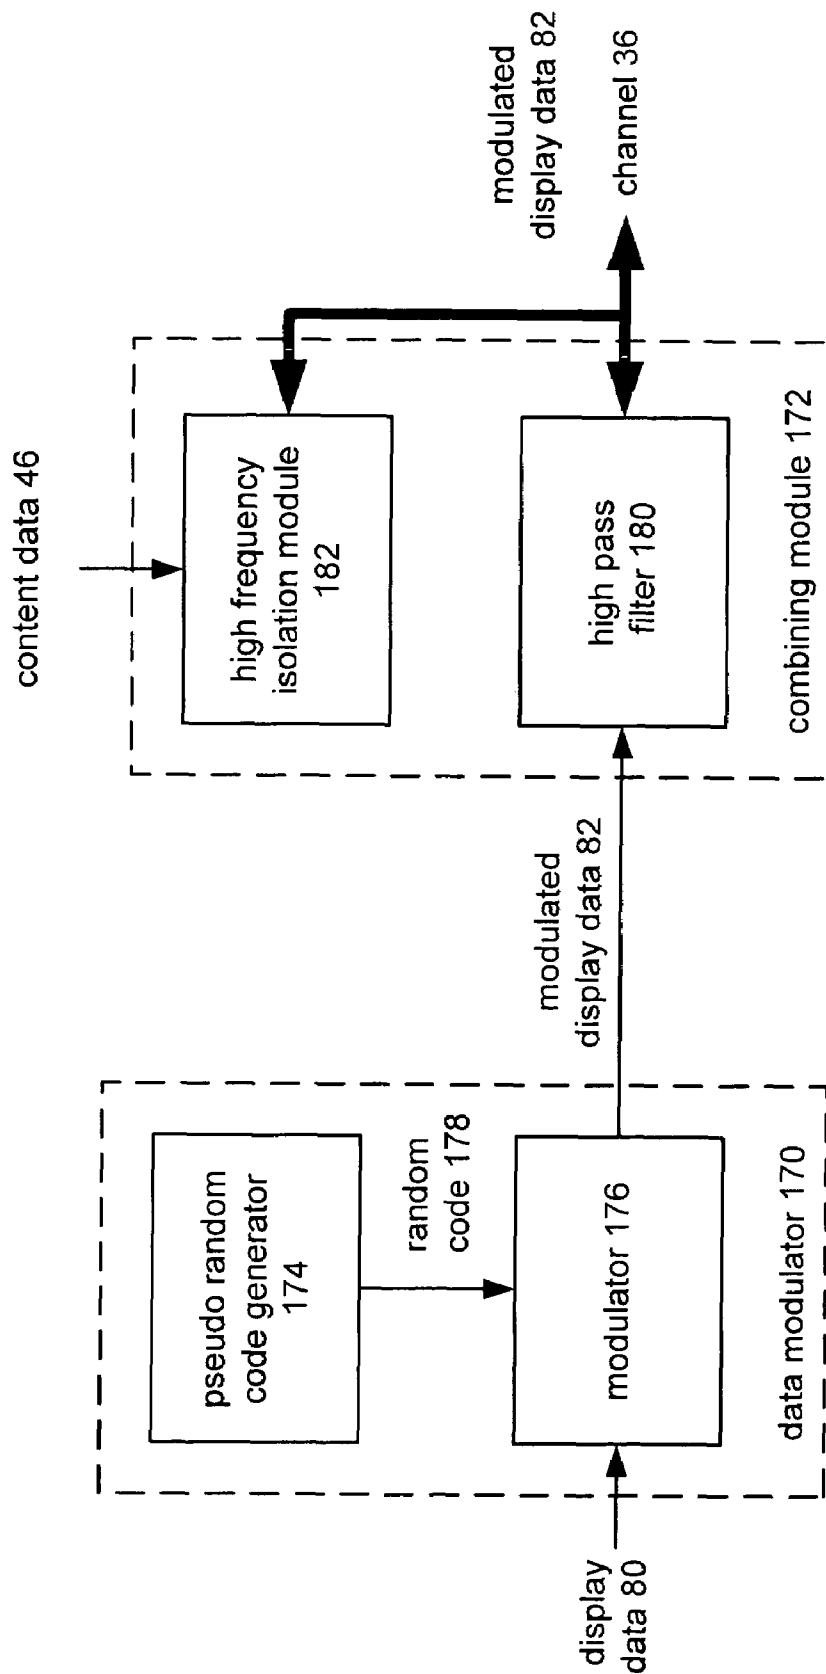 content data 46
high frequency
isolation module
182
modulated
display data 82
channel 36
high pass
filter 180
combining module 172
pseudo random
code generator
174
random
code 178
modulated
display data 82
display
data 80
modulator 176
data modulator 170